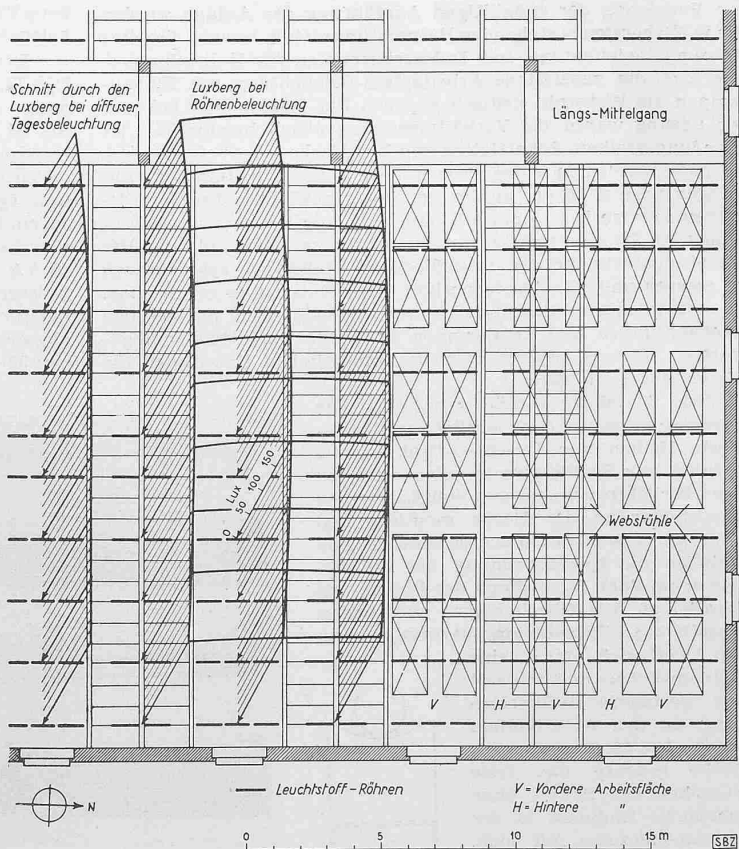 Schnitt durch den
Luxberg bei diffuser
Tagesbeleuchtung
Luxberg bei
Röhrenbeleuchtung
Längs-Mittelgang
Lux
0 50 100 150
Webstühle
V H V H V
N
Leuchtstoff-Röhren
V = Vordere Arbeitsfläche
H = Hintere "
0 5 10 15 m
SBZ